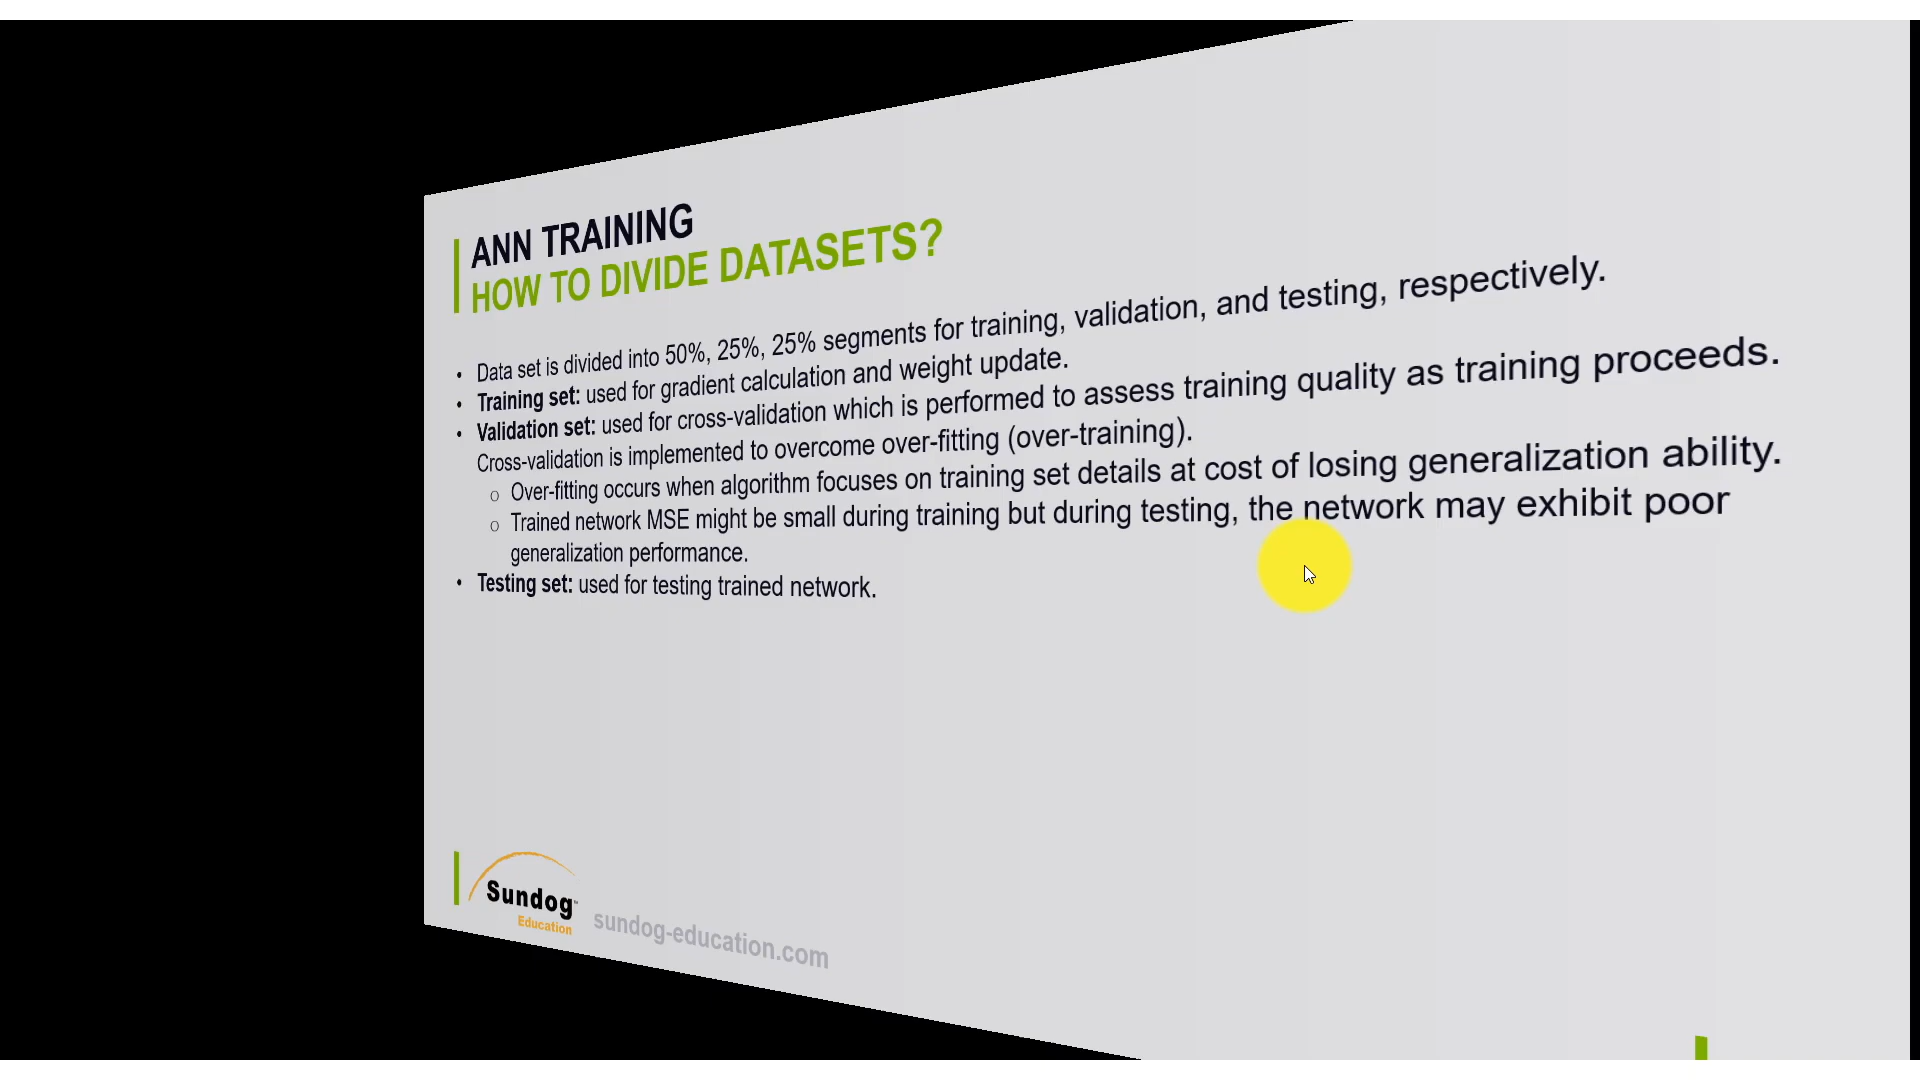 ANN TRAINING
HOW TO DIVIDE DATASETS?
• Data set is divided into 50%, 25%, 25% segments for training, validation, and testing, respectively.
• Training set: used for gradient calculation and weight update.
• Validation set: used for cross-validation which is performed to assess training quality as training proceeds.
Cross-validation is implemented to overcome over-fitting (over-training).
o Over-fitting occurs when algorithm focuses on training set details at cost of losing generalization ability.
o Trained network MSE might be small during training but during testing, the network may exhibit poor
generalization performance.
• Testing set: used for testing trained network.
Sundog™
Education
sundog-education.com